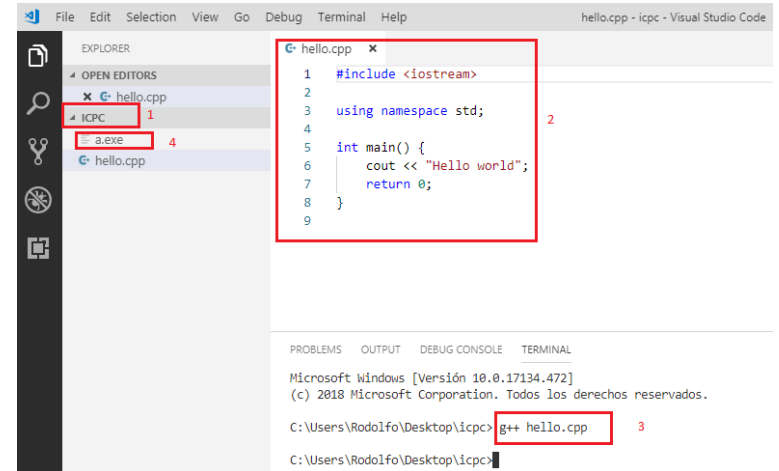 File Edit Selection View Go Debug Terminal Help hello.cpp - icpc - Visual Studio Code
EXPLORER
OPEN EDITORS
hello.cpp
ICPC 1
a.exe 4
hello.cpp
hello.cpp
1 #include <iostream>
2
3 using namespace std;
4
5 int main() {
6 cout << "Hello world";
7 return 0;
8 }
9
2
PROBLEMS OUTPUT DEBUG CONSOLE TERMINAL
Microsoft Windows [Versión 10.0.17134.472]
(c) 2018 Microsoft Corporation. Todos los derechos reservados.
C:\Users\Rodolfo\Desktop\icpc> g++ hello.cpp 3
C:\Users\Rodolfo\Desktop\icpc>